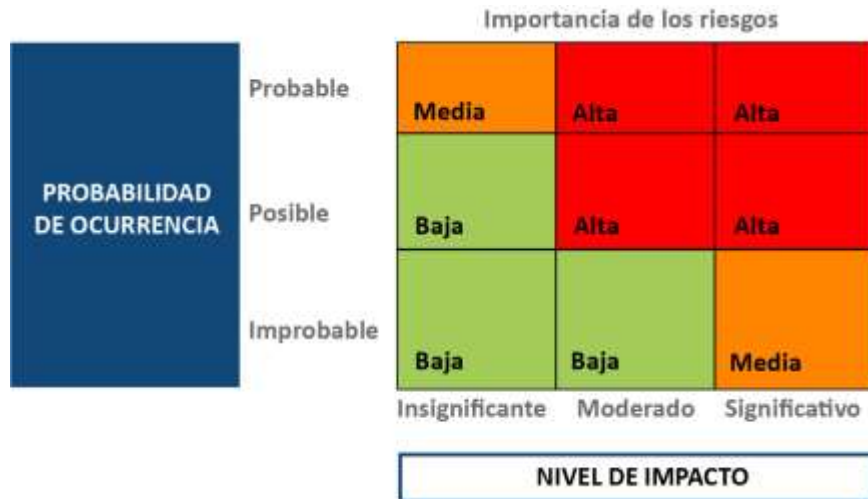 Importancia de los riesgos
Probable
Media Alta Alta
PROBABILIDAD
DE OCURRENCIA
Posible
Baja Alta Alta
Improbable
Baja Baja Media
Insignificante Moderado Significativo
NIVEL DE IMPACTO